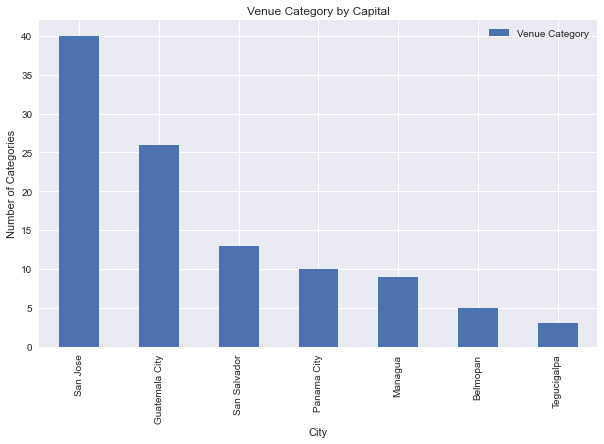 Venue Category by Capital
Venue Category
Number of Categories
40
35
30
25
20
15
10
5
0
San Jose
Guatemala City
San Salvador
Panama City
Managua
Belmopan
Tegucigalpa
City